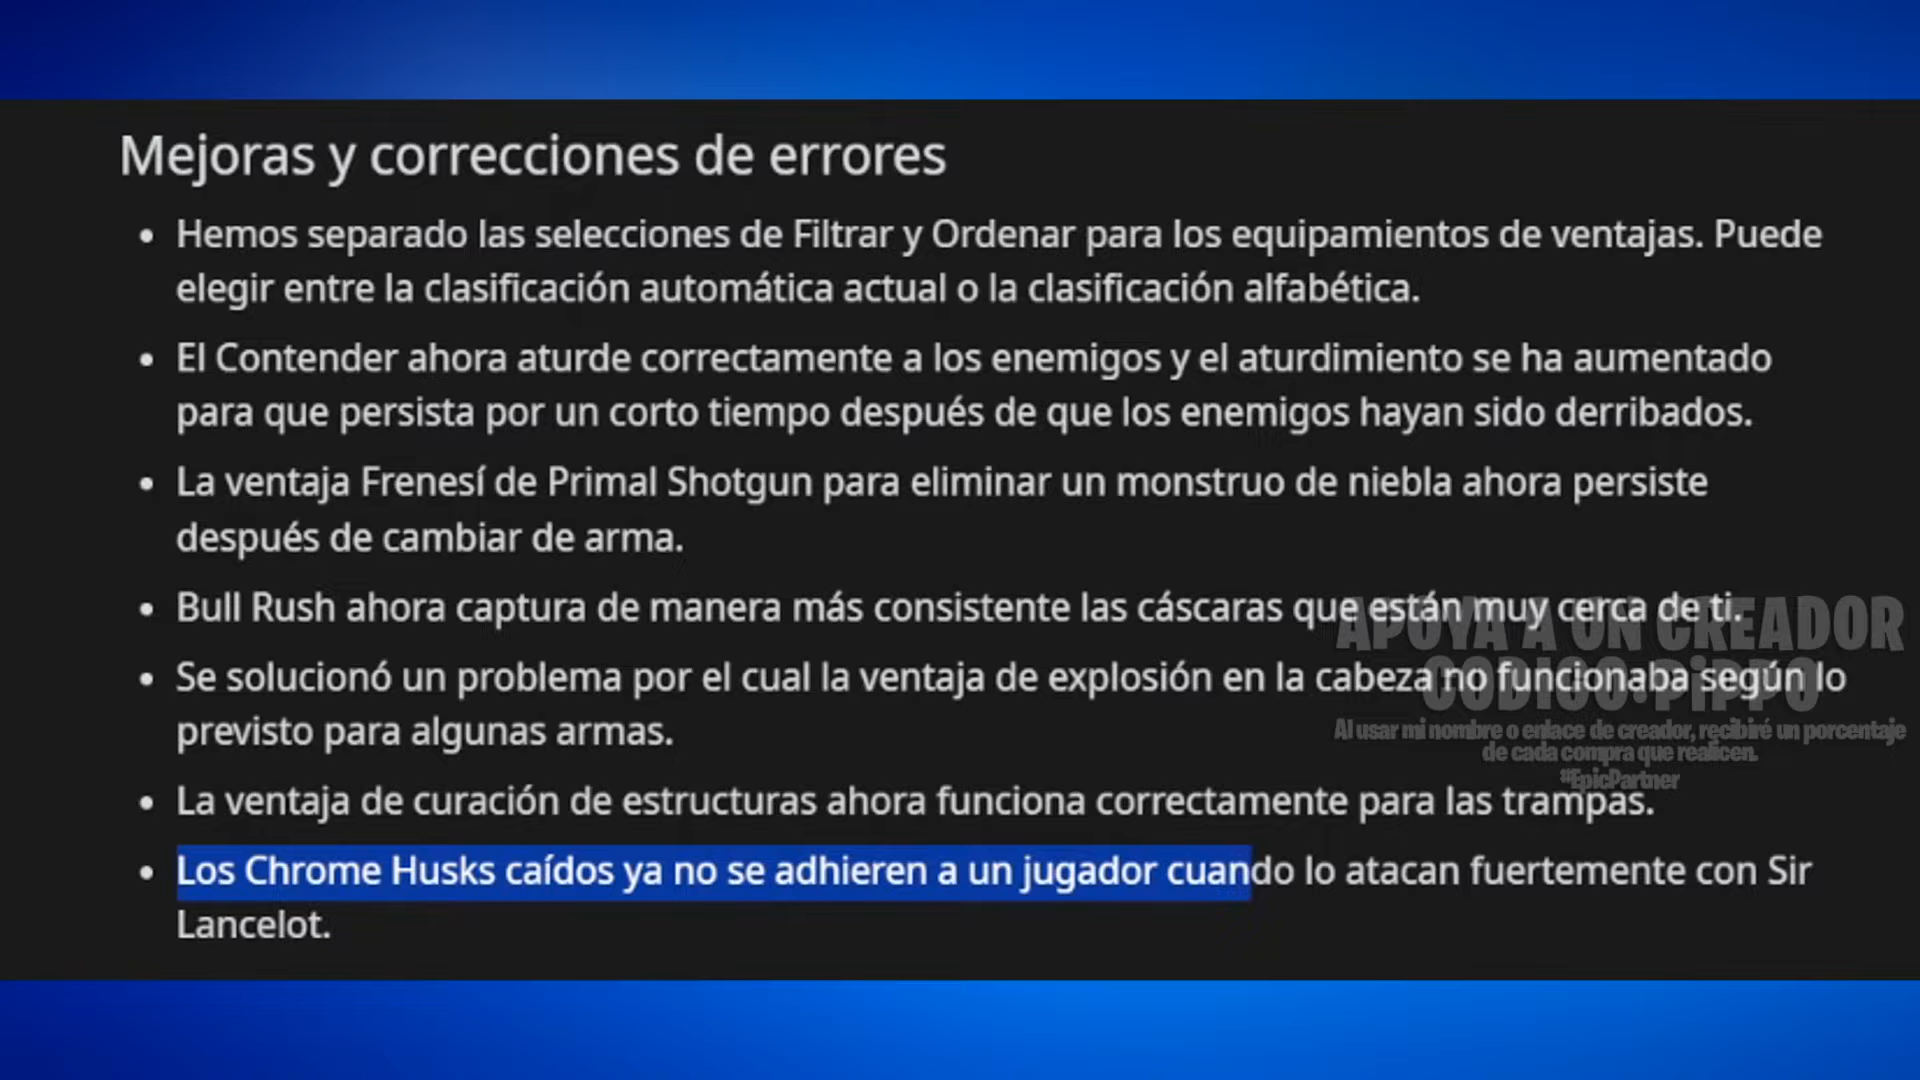 Mejoras y correcciones de errores
• Hemos separado las selecciones de Filtrar y Ordenar para los equipamientos de ventajas. Puede
elegir entre la clasificación automática actual o la clasificación alfabética.
• El Contender ahora aturde correctamente a los enemigos y el aturdimiento se ha aumentado
para que persista por un corto tiempo después de que los enemigos hayan sido derribados.
• La ventaja Frenesí de Primal Shotgun para eliminar un monstruo de niebla ahora persiste
después de cambiar de arma.
• Bull Rush ahora captura de manera más consistente las cáscaras que están muy cerca de ti.
• Se solucionó un problema por el cual la ventaja de explosión en la cabeza no funcionaba según lo
previsto para algunas armas.
• La ventaja de curación de estructuras ahora funciona correctamente para las trampas.
• Los Chrome Husks caídos ya no se adhieren a un jugador cuando lo atacan fuertemente con Sir
Lancelot.
APOYA A UN CREADOR
CODIGO:PiPPO
Al usar mi nombre o enlace de creador, recibiré un porcentaje
de cada compra que realicen.
#EpicPartner